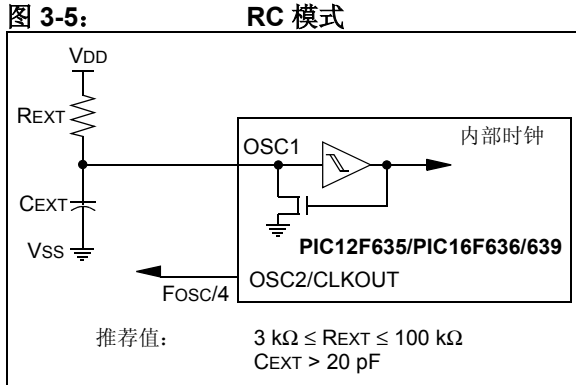 图 3-5： RC 模式
VDD
REXT
OSC1
内部时钟
CEXT
VSS
PIC12F635/PIC16F636/639
OSC2/CLKOUT
FOSC/4
推荐值： 3 kΩ ≤ REXT ≤ 100 kΩ
CEXT > 20 pF